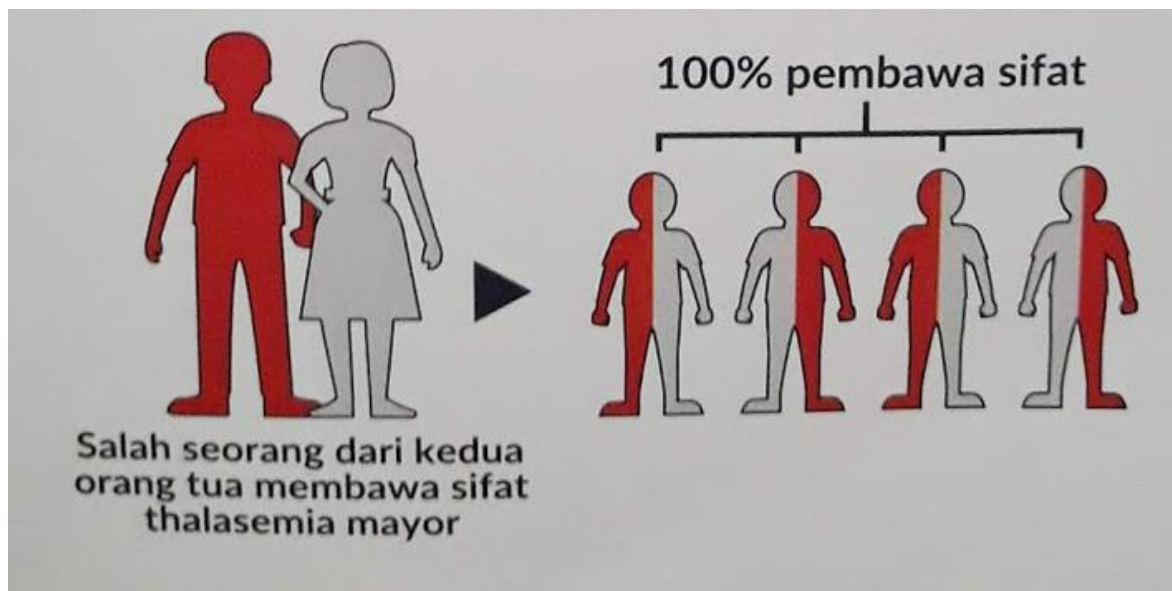 100% pembawa sifat
Salah seorang dari kedua
orang tua membawa sifat
thalasemia mayor